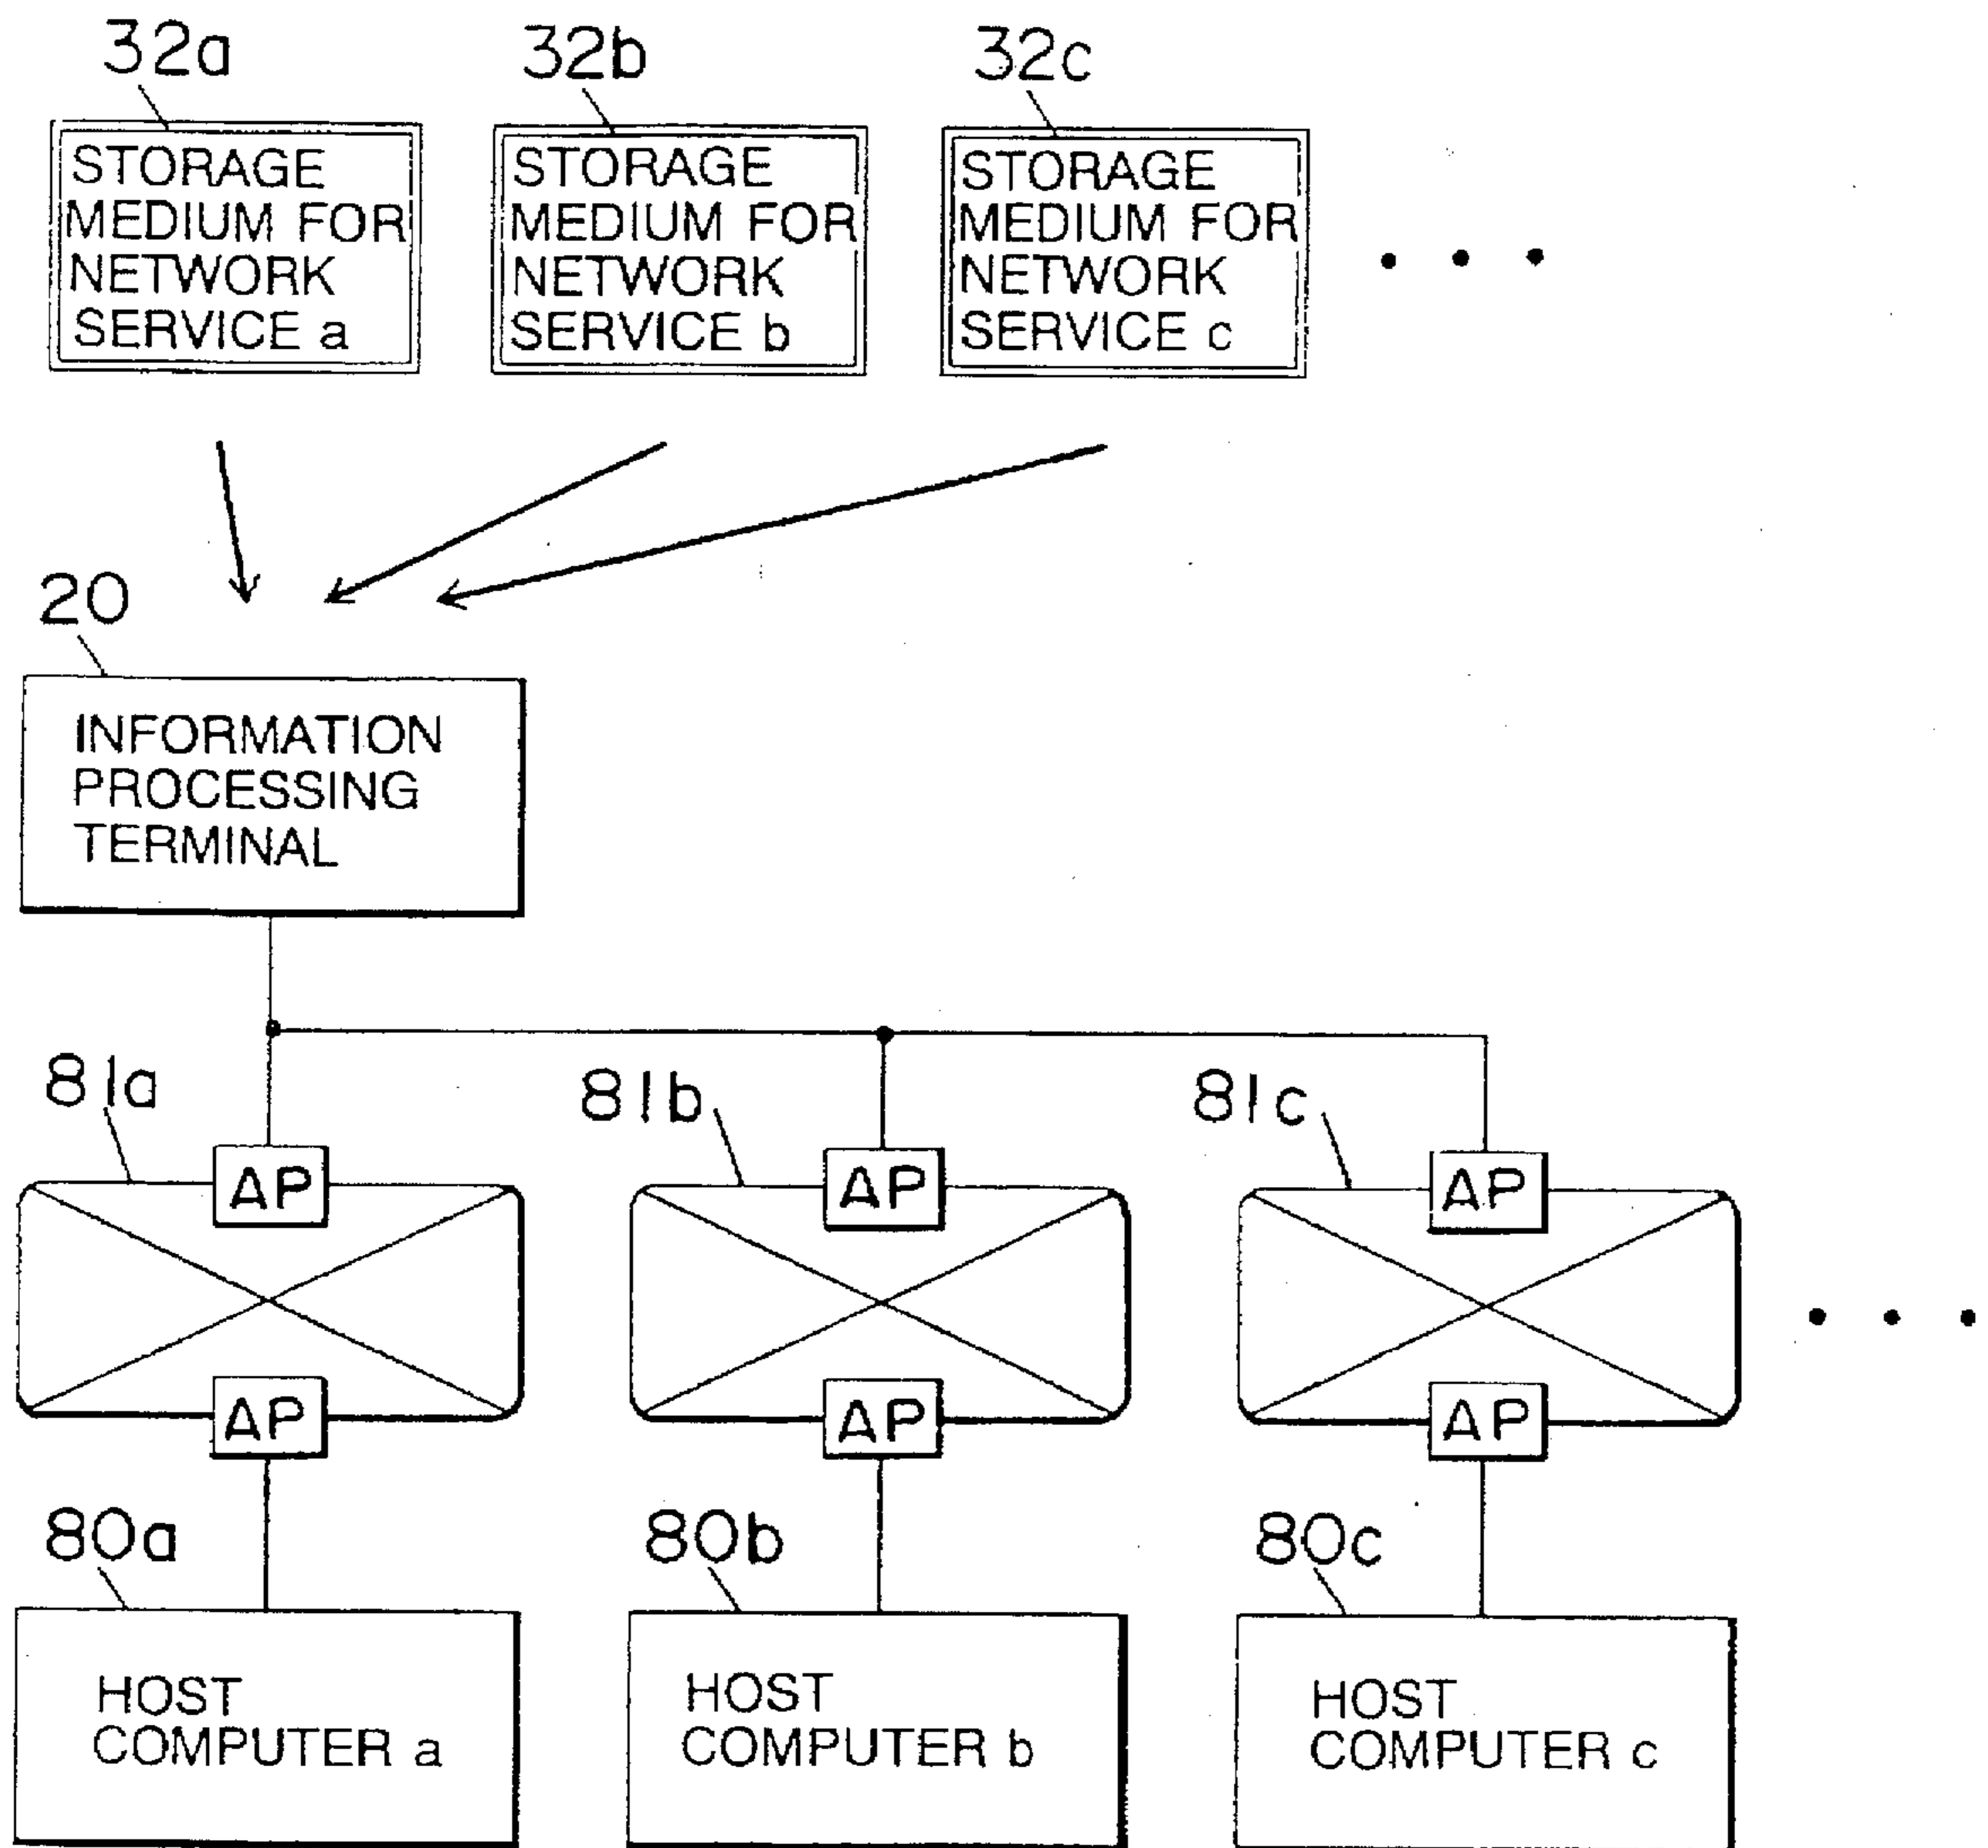 32a
32b
32c
STORAGE
MEDIUM FOR
NETWORK
SERVICE a
STORAGE
MEDIUM FOR
NETWORK
SERVICE b
STORAGE
MEDIUM FOR
NETWORK
SERVICE c
20
INFORMATION
PROCESSING
TERMINAL
81a
81b
81c
AP
AP
AP
AP
AP
AP
80a
80b
80c
HOST
COMPUTER a
HOST
COMPUTER b
HOST
COMPUTER c